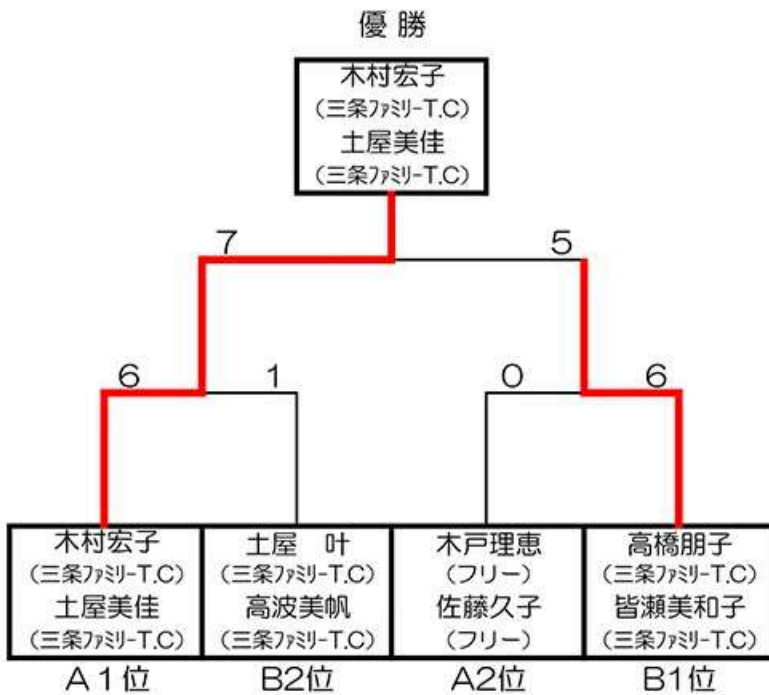 優 勝
木村宏子
(三条ﾌｧﾐﾘｰT.C)
土屋美佳
(三条ﾌｧﾐﾘｰT.C)
7 5
6 1 0 6
木村宏子 土屋　叶 木戸理恵 高橋朋子
(三条ﾌｧﾐﾘｰT.C) (三条ﾌｧﾐﾘｰT.C) (フリー) (三条ﾌｧﾐﾘｰT.C)
土屋美佳 高波美帆 佐藤久子 皆瀬美和子
(三条ﾌｧﾐﾘｰT.C) (三条ﾌｧﾐﾘｰT.C) (フリー) (三条ﾌｧﾐﾘｰT.C)
A１位 B2位 A2位 B1位